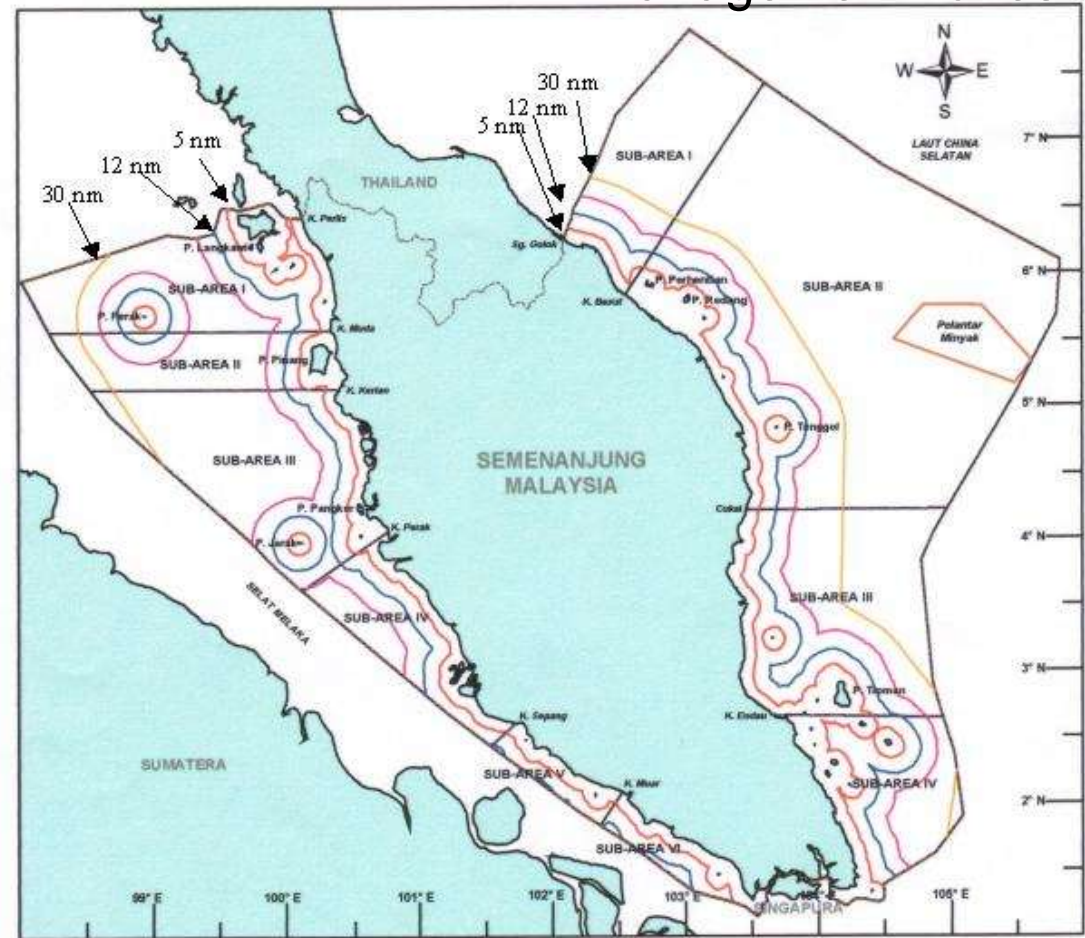 N
W E
S
30 nm
12 nm
5 nm
5 nm
12 nm
30 nm
7° N
LAUT CHINA
SELATAN
SUB-AREA I
THAILAND
K. Perlis
P. Langkawi
Sg. Golok
6° N
P. Perhentian
P. Redang
SUB-AREA II
K. Besut
SUB-AREA I
P. Perak
K. Muda
Pelantar
Minyak
SUB-AREA II
P. Pinang
K. Kerian
5° N
P. Tenggol
SUB-AREA III
SEMENANJUNG
MALAYSIA
P. Pangkor
K. Perak
Cukai
4° N
P. Jarak
SELAT MELAKA
SUB-AREA IV
SUB-AREA III
3° N
P. Tioman
K. Sepang
K. Endau
SUMATERA
SUB-AREA V
K. Muar
SUB-AREA IV
2° N
SUB-AREA VI
99° E
100° E
101° E
102° E
103° E
104° E
105° E
SINGAPURA